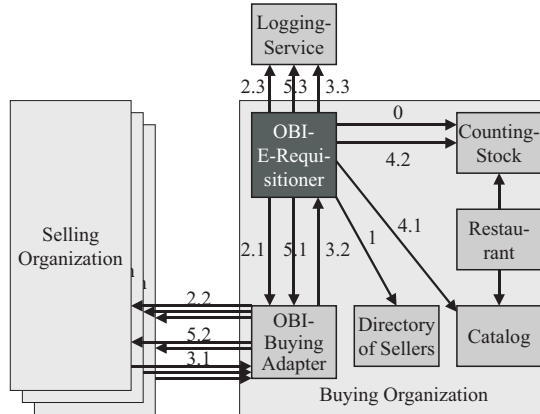 Logging-
Service
2.3 5.3 3.3
OBI-
E-Requi-
sitioner
0
4.2
Counting-
Stock
Selling
Organization
2.1 5.1 3.2 1 4.1
Restau-
rant
2.2
5.2
3.1
OBI-
Buying
Adapter
Directory
of Sellers
Catalog
Buying Organization